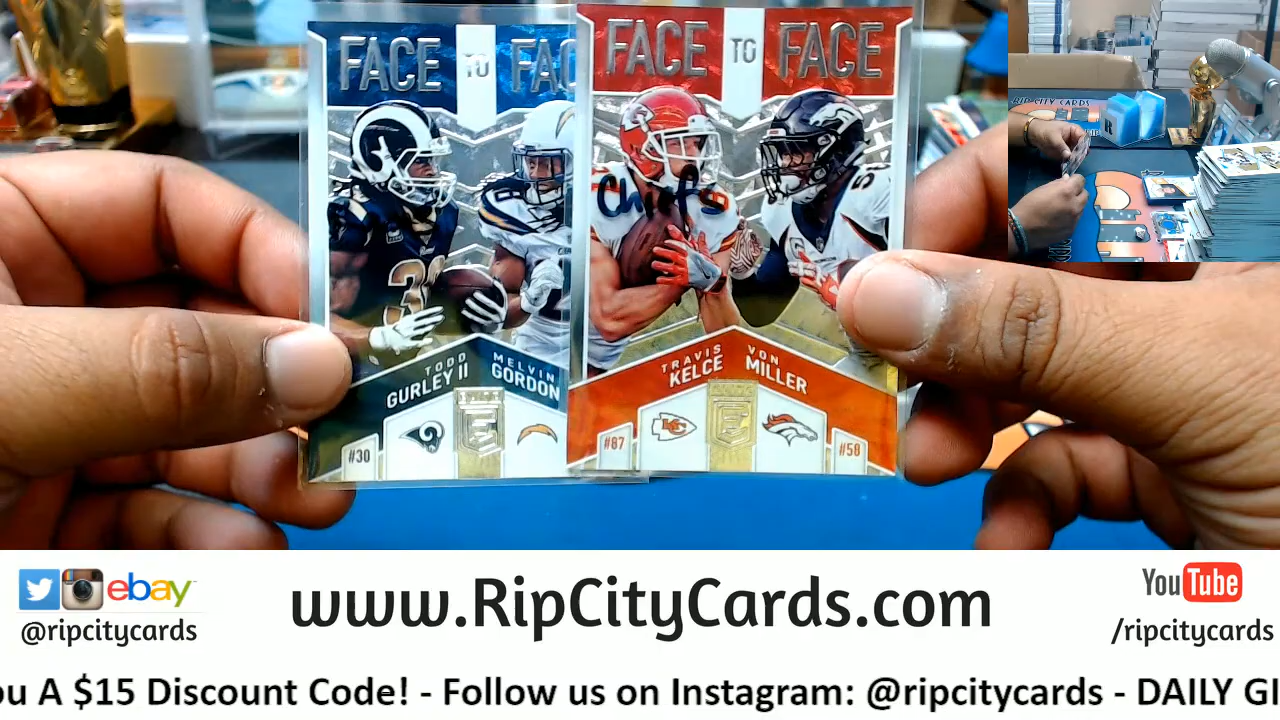 FACE TO FAC
FACE TO FACE
Chiefs
TODD GURLEY II
MELVIN GORDON
#30
TRAVIS KELCE
VON MILLER
#87
#58
RIP CITY CARDS
ebay
@ripcitycards
www.RipCityCards.com
YouTube
/ripcitycards
ou A $15 Discount Code! - Follow us on Instagram: @ripcitycards - DAILY GI